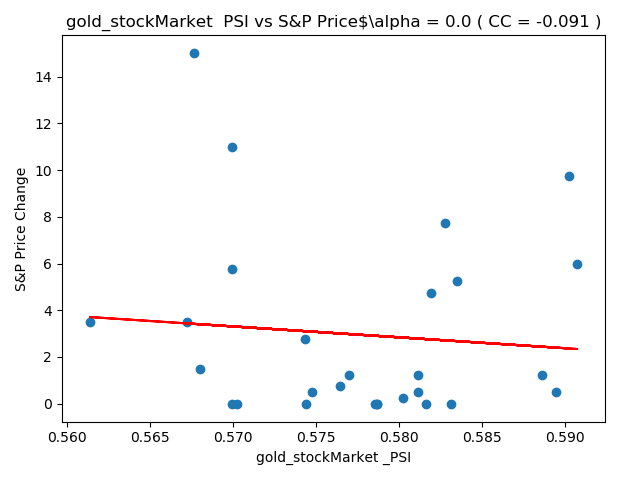 gold_stockMarket  PSI vs S&P Price$\alpha = 0.0 ( CC = -0.091 )
S&P Price Change
14
12
10
8
6
4
2
0
0.560 0.565 0.570 0.575 0.580 0.585 0.590
gold_stockMarket _PSI